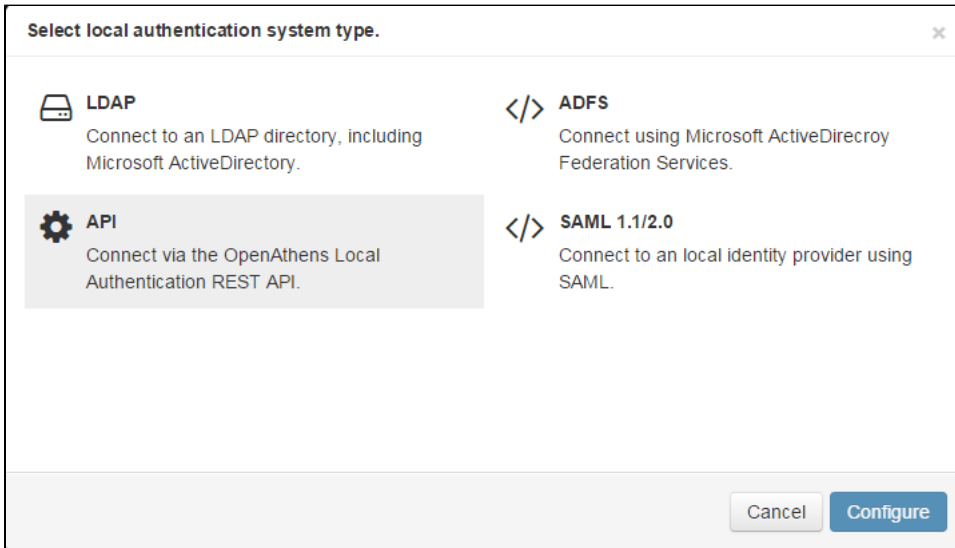 Select local authentication system type.
×
LDAP
Connect to an LDAP directory, including
Microsoft ActiveDirectory.
</> ADFS
Connect using Microsoft ActiveDirecroy
Federation Services.
API
Connect via the OpenAthens Local
Authentication REST API.
</> SAML 1.1/2.0
Connect to an local identity provider using
SAML.
Cancel
Configure